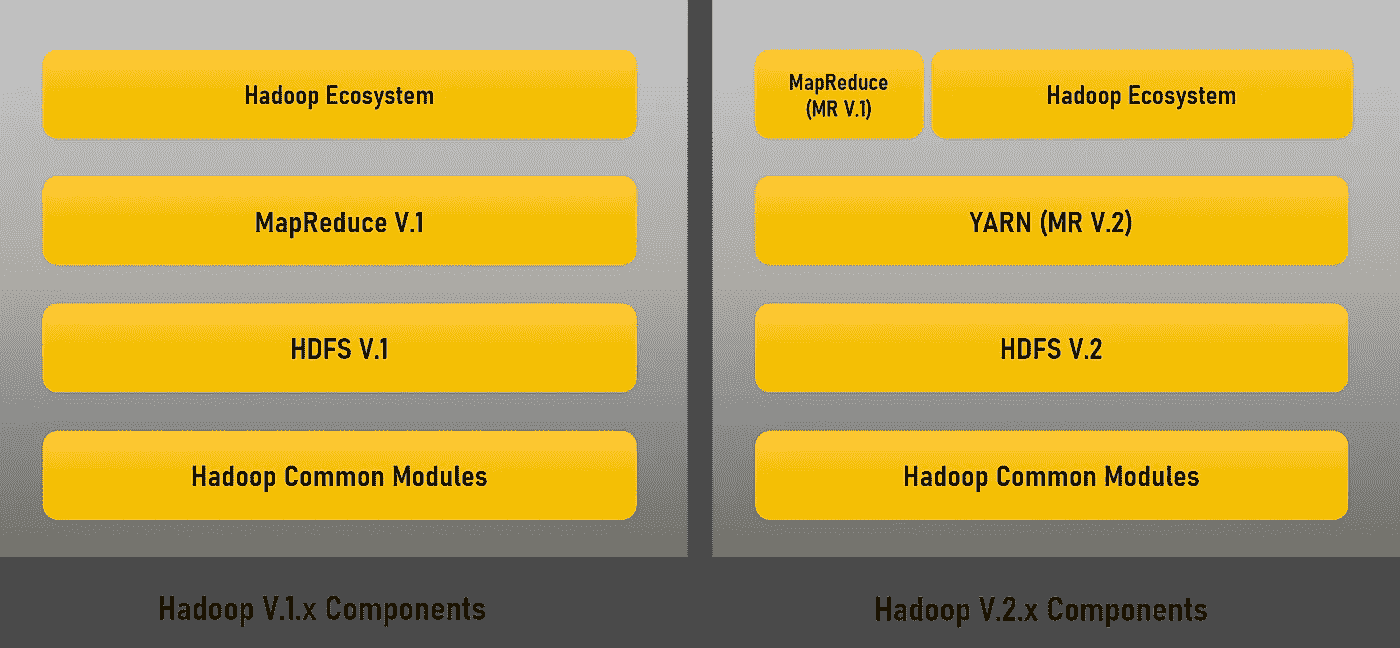 Hadoop Ecosystem
MapReduce V.1
HDFS V.1
Hadoop Common Modules
Hadoop V.1.x Components
MapReduce
(MR V.1)
Hadoop Ecosystem
YARN (MR V.2)
HDFS V.2
Hadoop Common Modules
Hadoop V.2.x Components